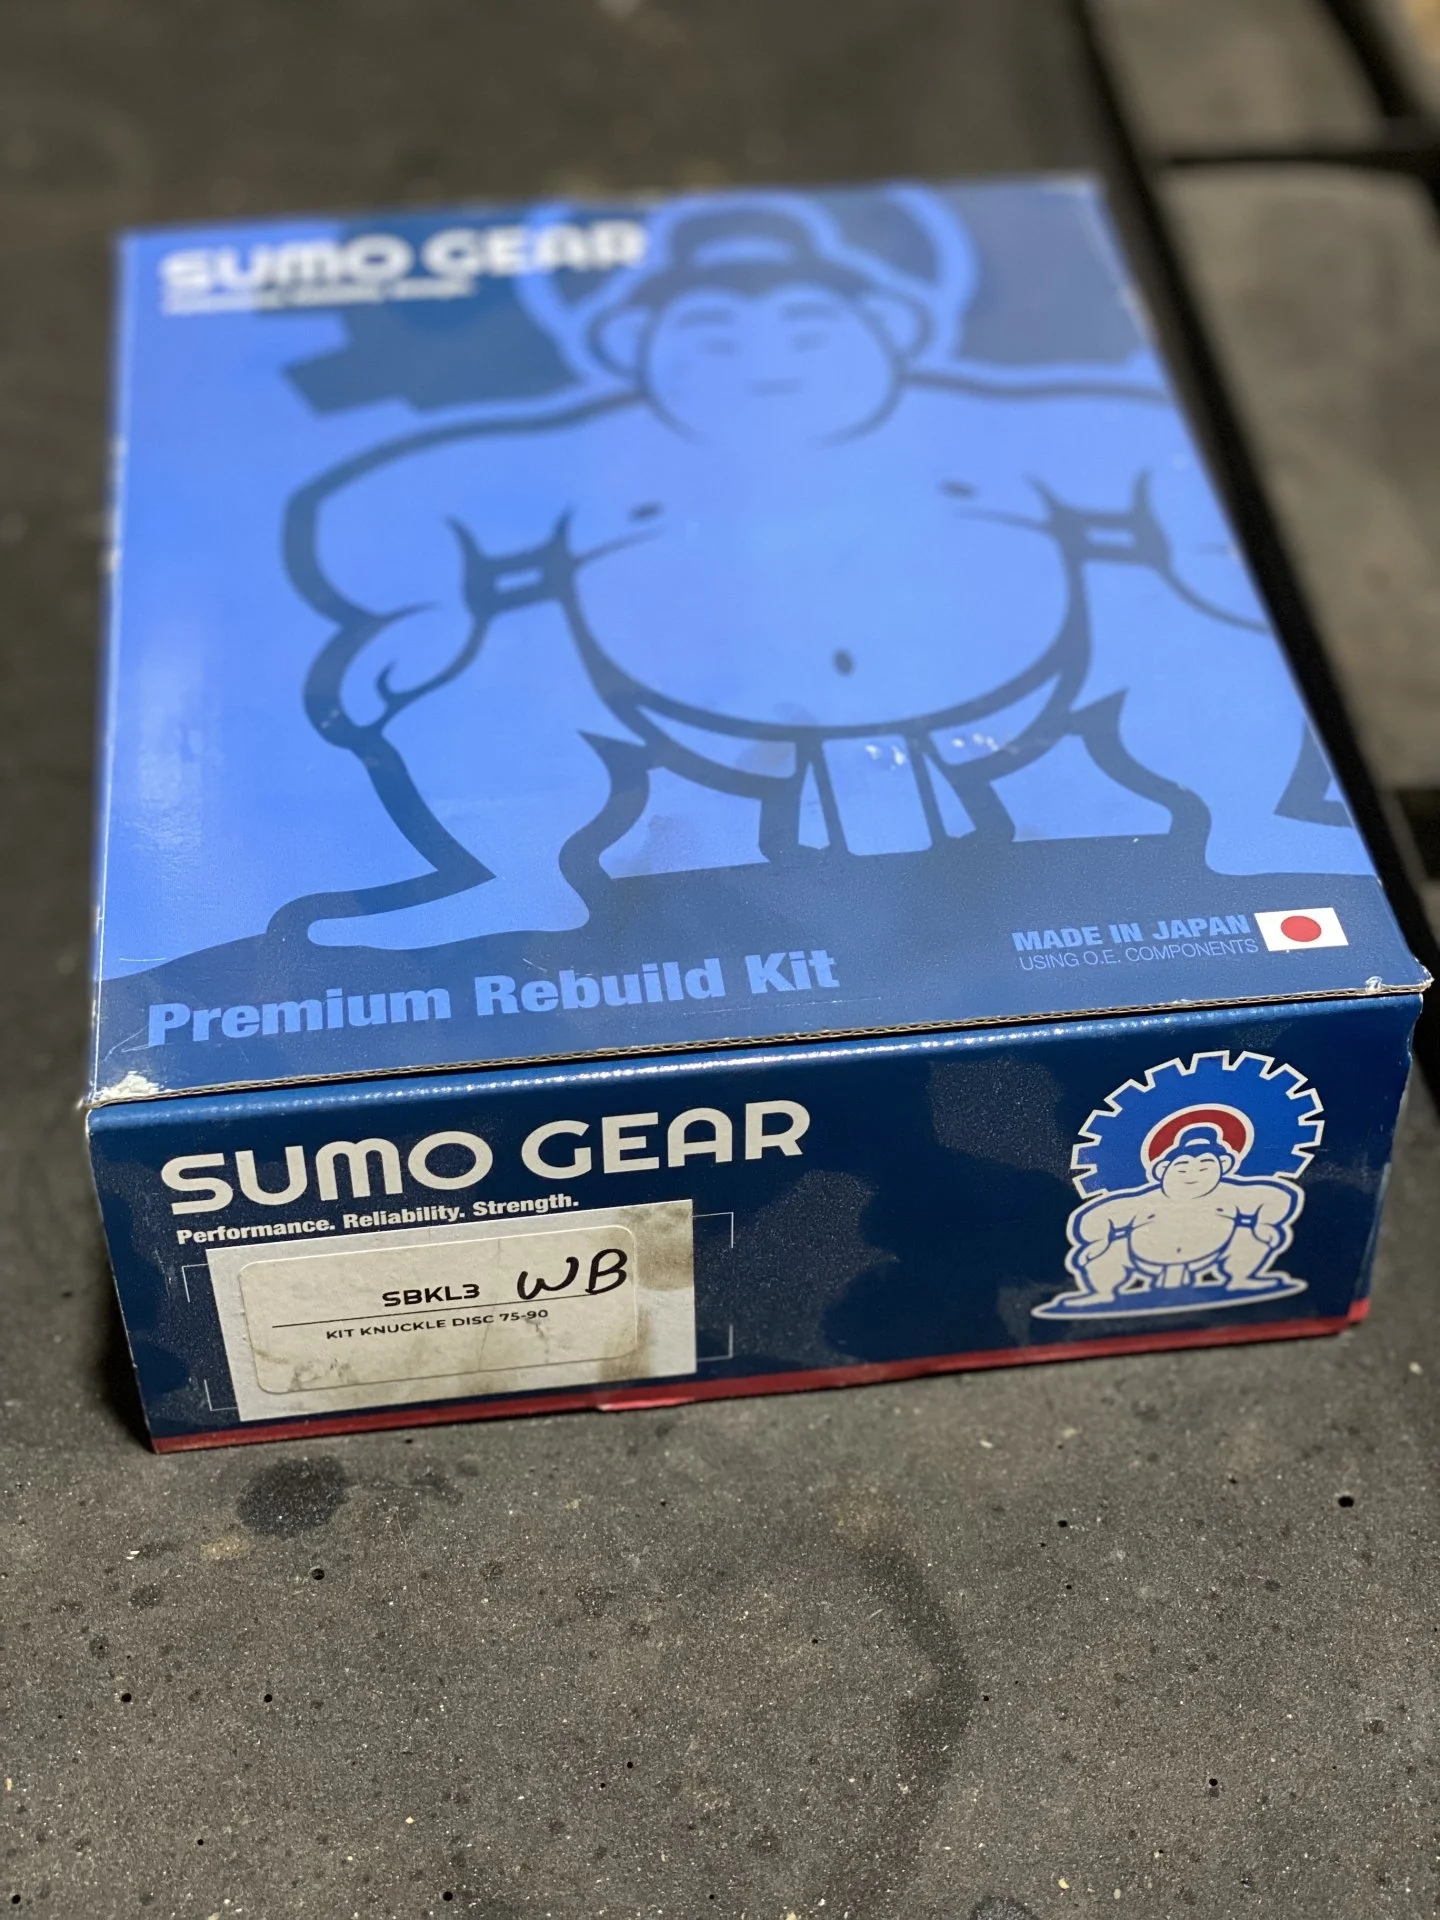 SUMO GEAR
Premium Rebuild Kit
MADE IN JAPAN
USING O.E. COMPONENTS
SUMO GEAR
Performance. Reliability. Strength.
SBKL3 WB
KIT KNUCKLE DISC 75-90